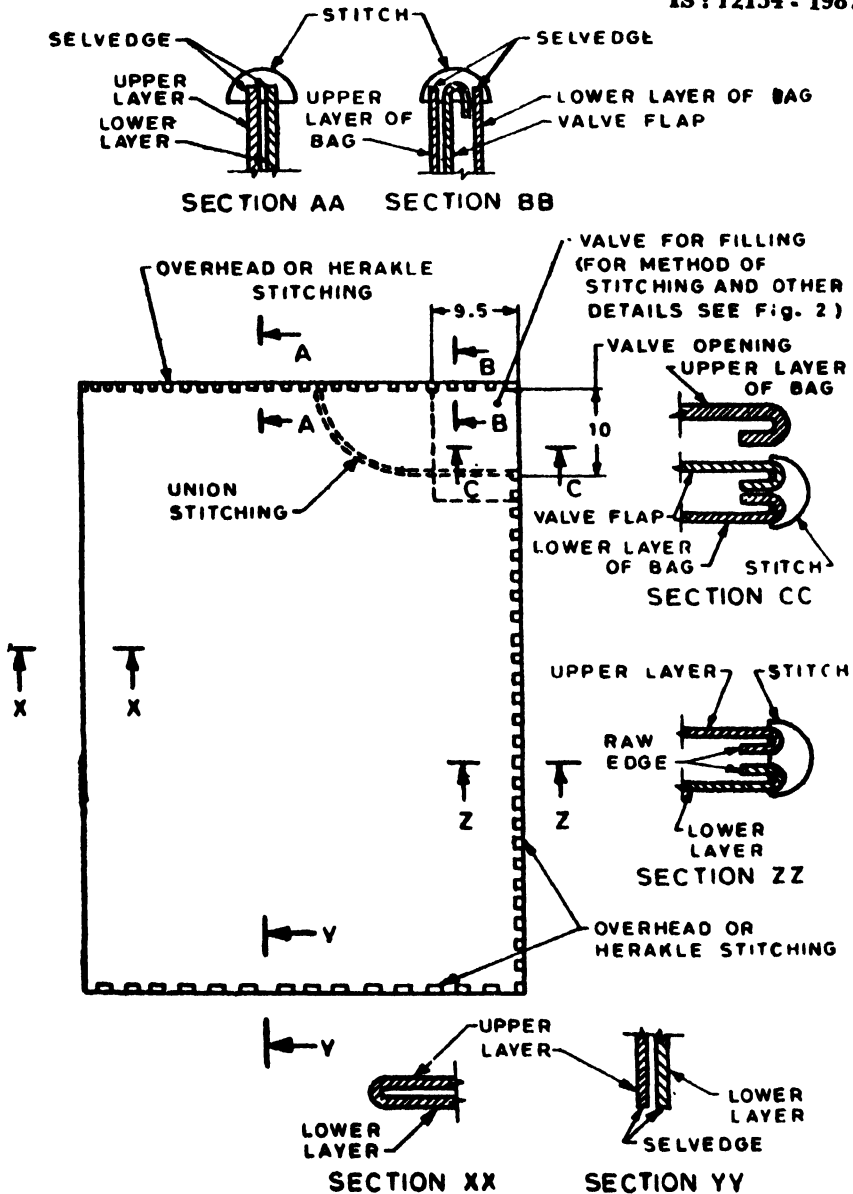 STITCH
SELVEDGE
UPPER
LAYER
LOWER
LAYER
SECTION AA
SELVEDGE
UPPER
LAYER OF
BAG
LOWER LAYER OF BAG
VALVE FLAP
SECTION BB
OVERHEAD OR HERAKLE
STITCHING
VALVE FOR FILLING
(FOR METHOD OF
STITCHING AND OTHER
DETAILS SEE Fig. 2)
9.5
A
B
VALVE OPENING
UPPER LAYER
OF BAG
A
B
10
C
C
UNION
STITCHING
VALVE FLAP
LOWER LAYER
OF BAG
STITCH
SECTION CC
X
X
UPPER LAYER
STITCH
RAW
EDGE
LOWER
LAYER
SECTION ZZ
Z
Z
Y
OVERHEAD OR
HERAKLE STITCHING
Y
UPPER
LAYER
LOWER
LAYER
SECTION XX
LOWER
LAYER
SELVEDGE
SECTION YY